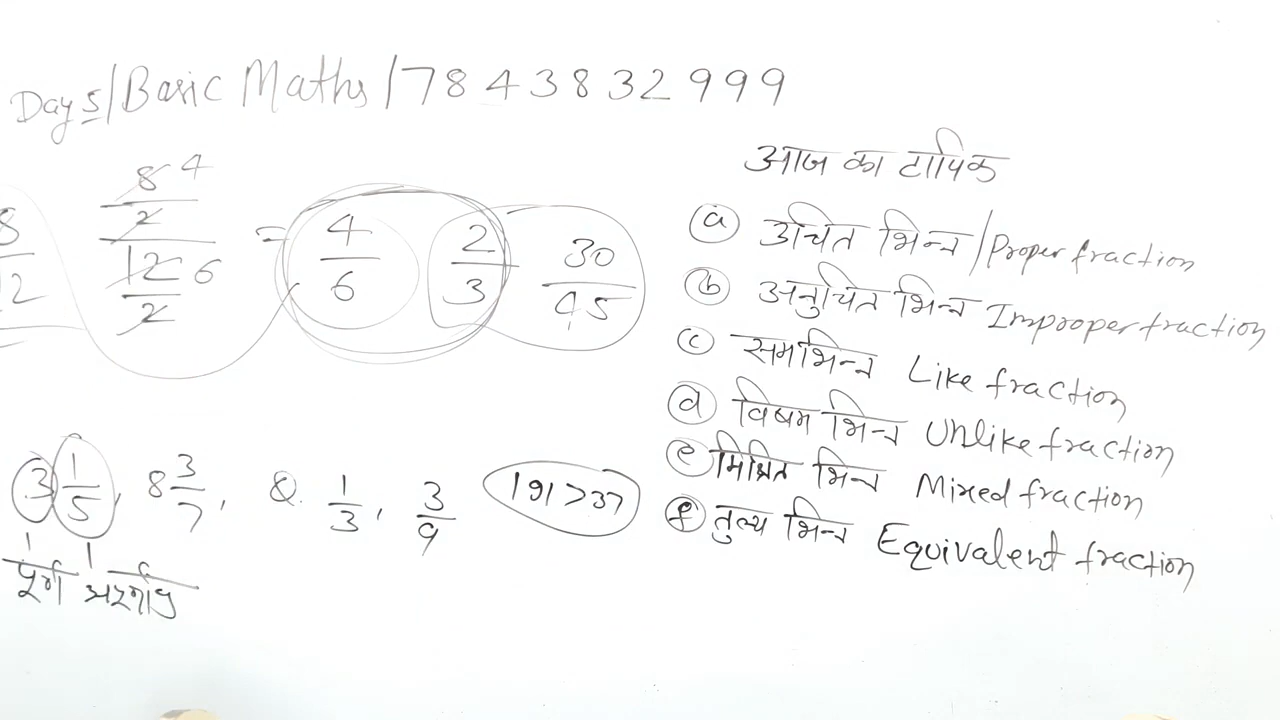 Day 5/Basic Maths/7843832999
आज का टापिक
8/12
8 4/2
12 6/2
= 4/6 2/3 30/45
ⓐ उचित भिन्न/Proper fraction
ⓑ अनुचित भिन्न Improper fraction
ⓒ समभिन्न Like fraction
ⓓ विषम भिन्न Unlike fraction
ⓔ मिश्रित भिन्न Mixed fraction
ⓕ तुल्य भिन्न Equivalent fraction
3 1/5, 8 3/7, & 1/3, 3/9
191>37
पूर्ण